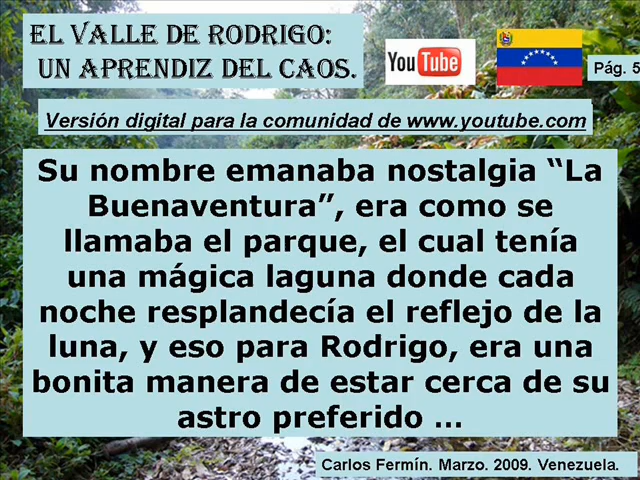 EL VALLE DE RODRIGO:
UN APRENDIZ DEL CAOS.
YouTube
Pág. 5
Versión digital para la comunidad de www.youtube.com
Su nombre emanaba nostalgia “La
Buenaventura”, era como se
llamaba el parque, el cual tenía
una mágica laguna donde cada
noche resplandecía el reflejo de la
luna, y eso para Rodrigo, era una
bonita manera de estar cerca de su
astro preferido ...
Carlos Fermín. Marzo. 2009. Venezuela.